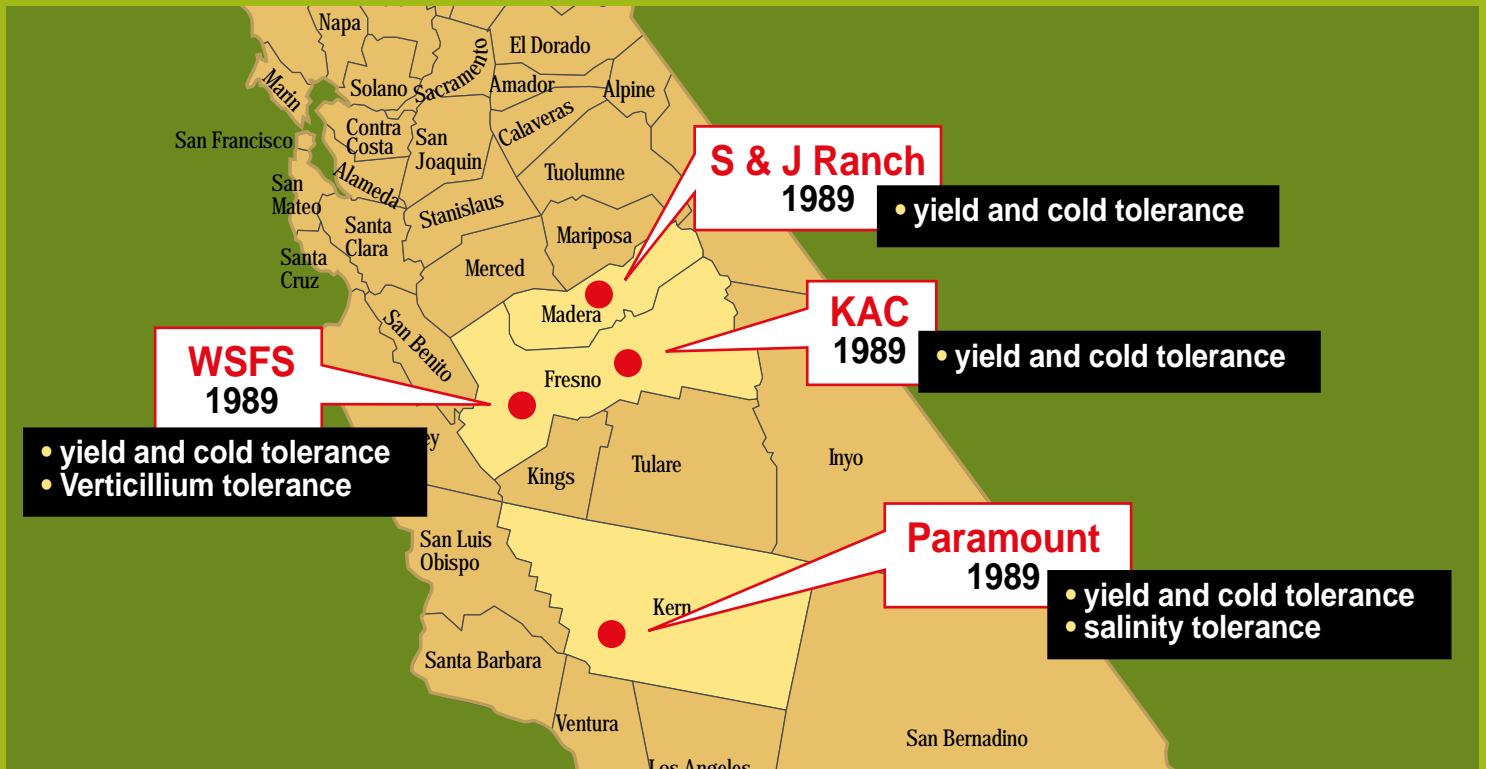 Napa
El Dorado
Sacramento
Marin
Solano
Amador
Alpine
Calaveras
San Francisco
Contra
Costa
San
Joaquin
Alameda
Tuolumne
San
Mateo
Stanislaus
Santa
Clara
Mariposa
Santa
Cruz
Merced
S & J Ranch
1989
• yield and cold tolerance
Madera
San Benito
KAC
1989
• yield and cold tolerance
WSFS
1989
• yield and cold tolerance
• Verticillium tolerance
Fresno
ey
Kings
Tulare
Inyo
San Luis
Obispo
Paramount
1989
• yield and cold tolerance
• salinity tolerance
Kern
Santa Barbara
Ventura
Los Angeles
San Bernadino